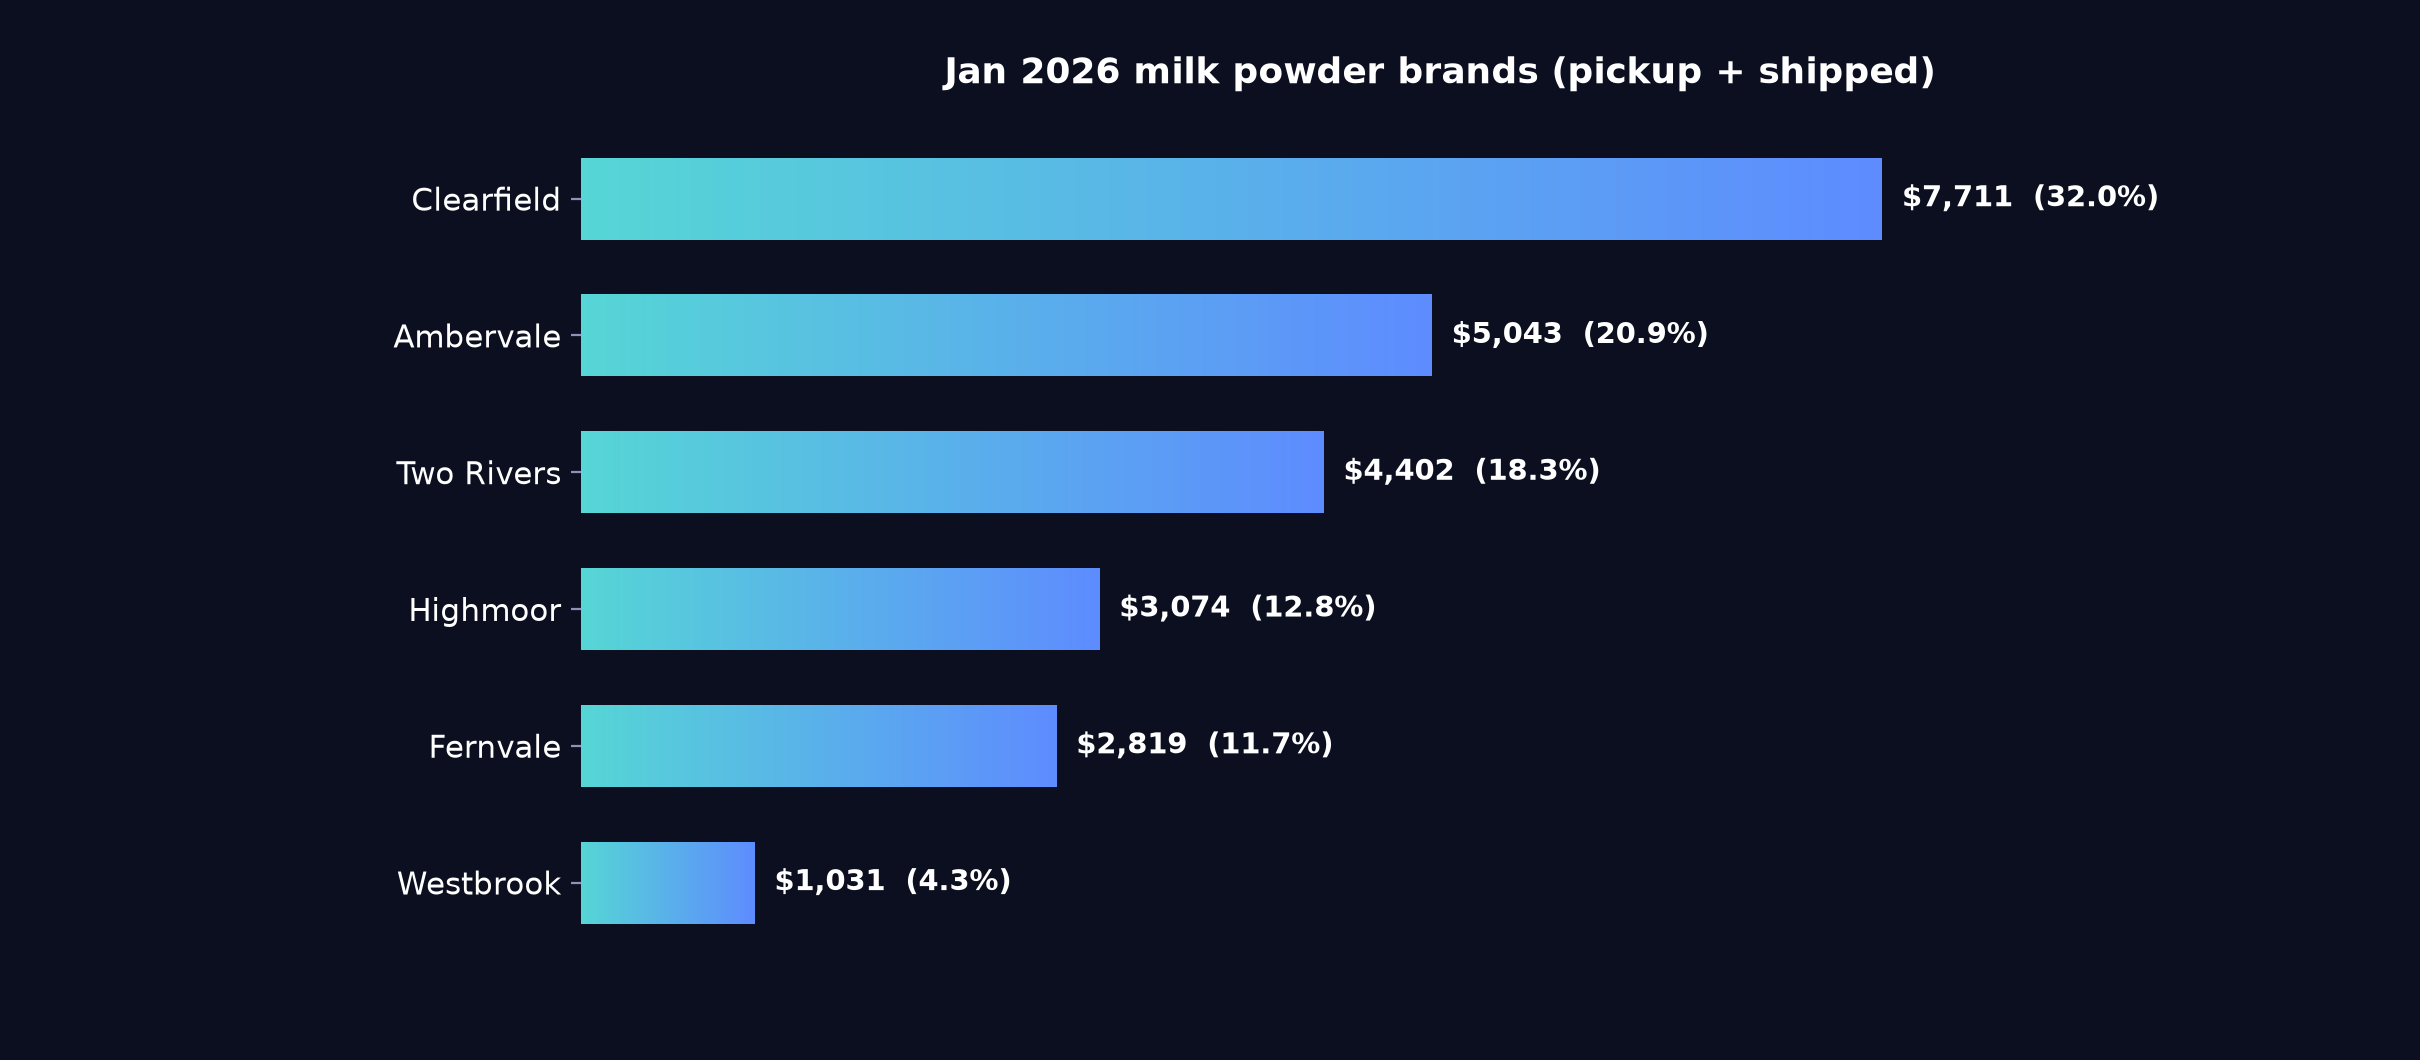 Jan 2026 milk powder brands (pickup + shipped)
Clearfield $7,711 (32.0%)
Ambervale $5,043 (20.9%)
Two Rivers $4,402 (18.3%)
Highmoor $3,074 (12.8%)
Fernvale $2,819 (11.7%)
Westbrook $1,031 (4.3%)